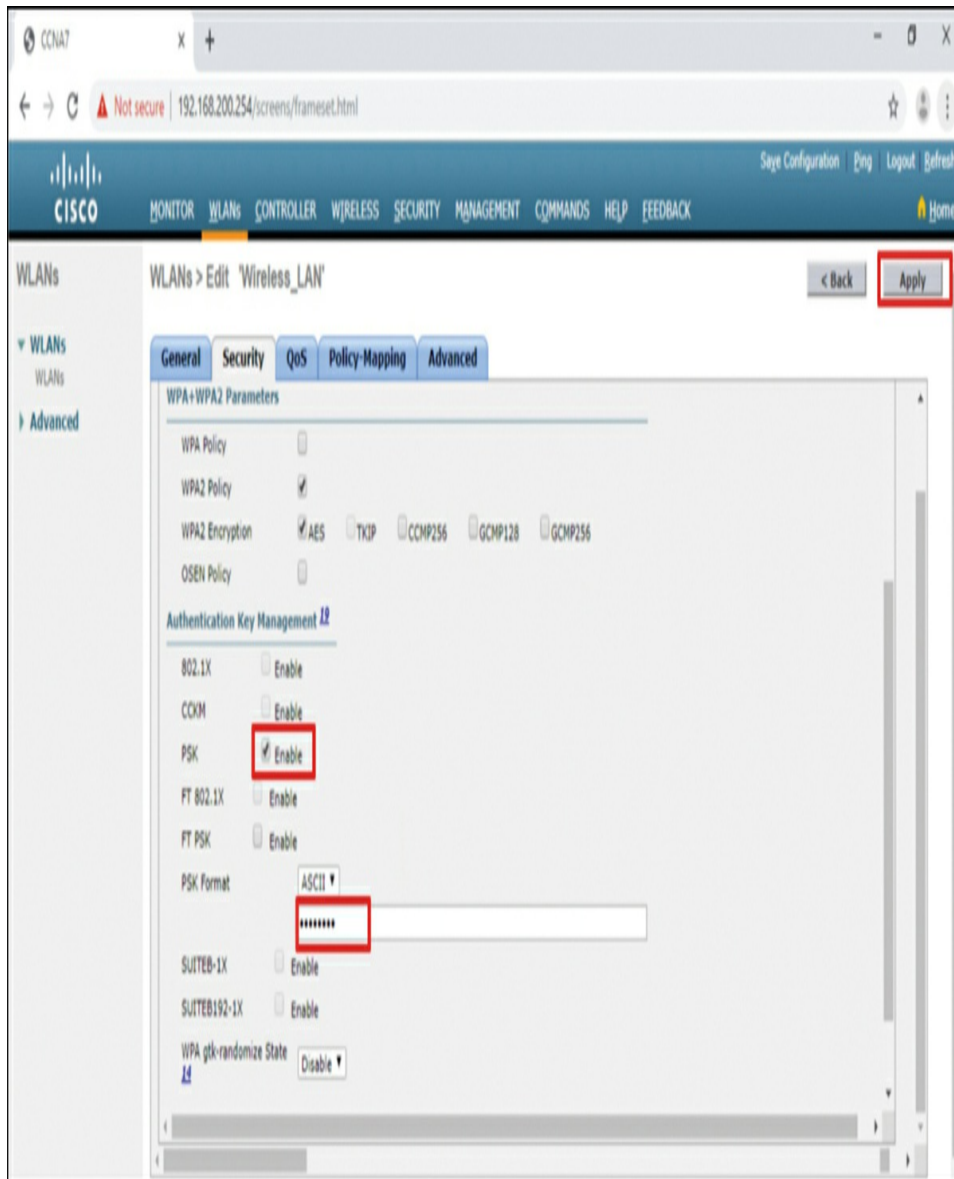 CCNA7
Not secure | 192.168.200.254/screens/frameset.html
Save Configuration Ping Logout Refresh
CISCO
MONITOR WLANs CONTROLLER WIRELESS SECURITY MANAGEMENT COMMANDS HELP FEEDBACK
Home
WLANs
WLANs > Edit 'Wireless_LAN'
< Back
Apply
WLANs
WLANs
Advanced
General Security QoS Policy-Mapping Advanced
WPA+WPA2 Parameters
WPA Policy
WPA2 Policy
WPA2 Encryption AES TKIP CCMP256 GCMP128 GCMP256
OSEN Policy
Authentication Key Management 19
802.1X Enable
CCKM Enable
PSK Enable
FT 802.1X Enable
FT PSK Enable
PSK Format ASCII
••••••••
SUITEB-1X Enable
SUITEB192-1X Enable
WPA gtk-randomize State Disable
14